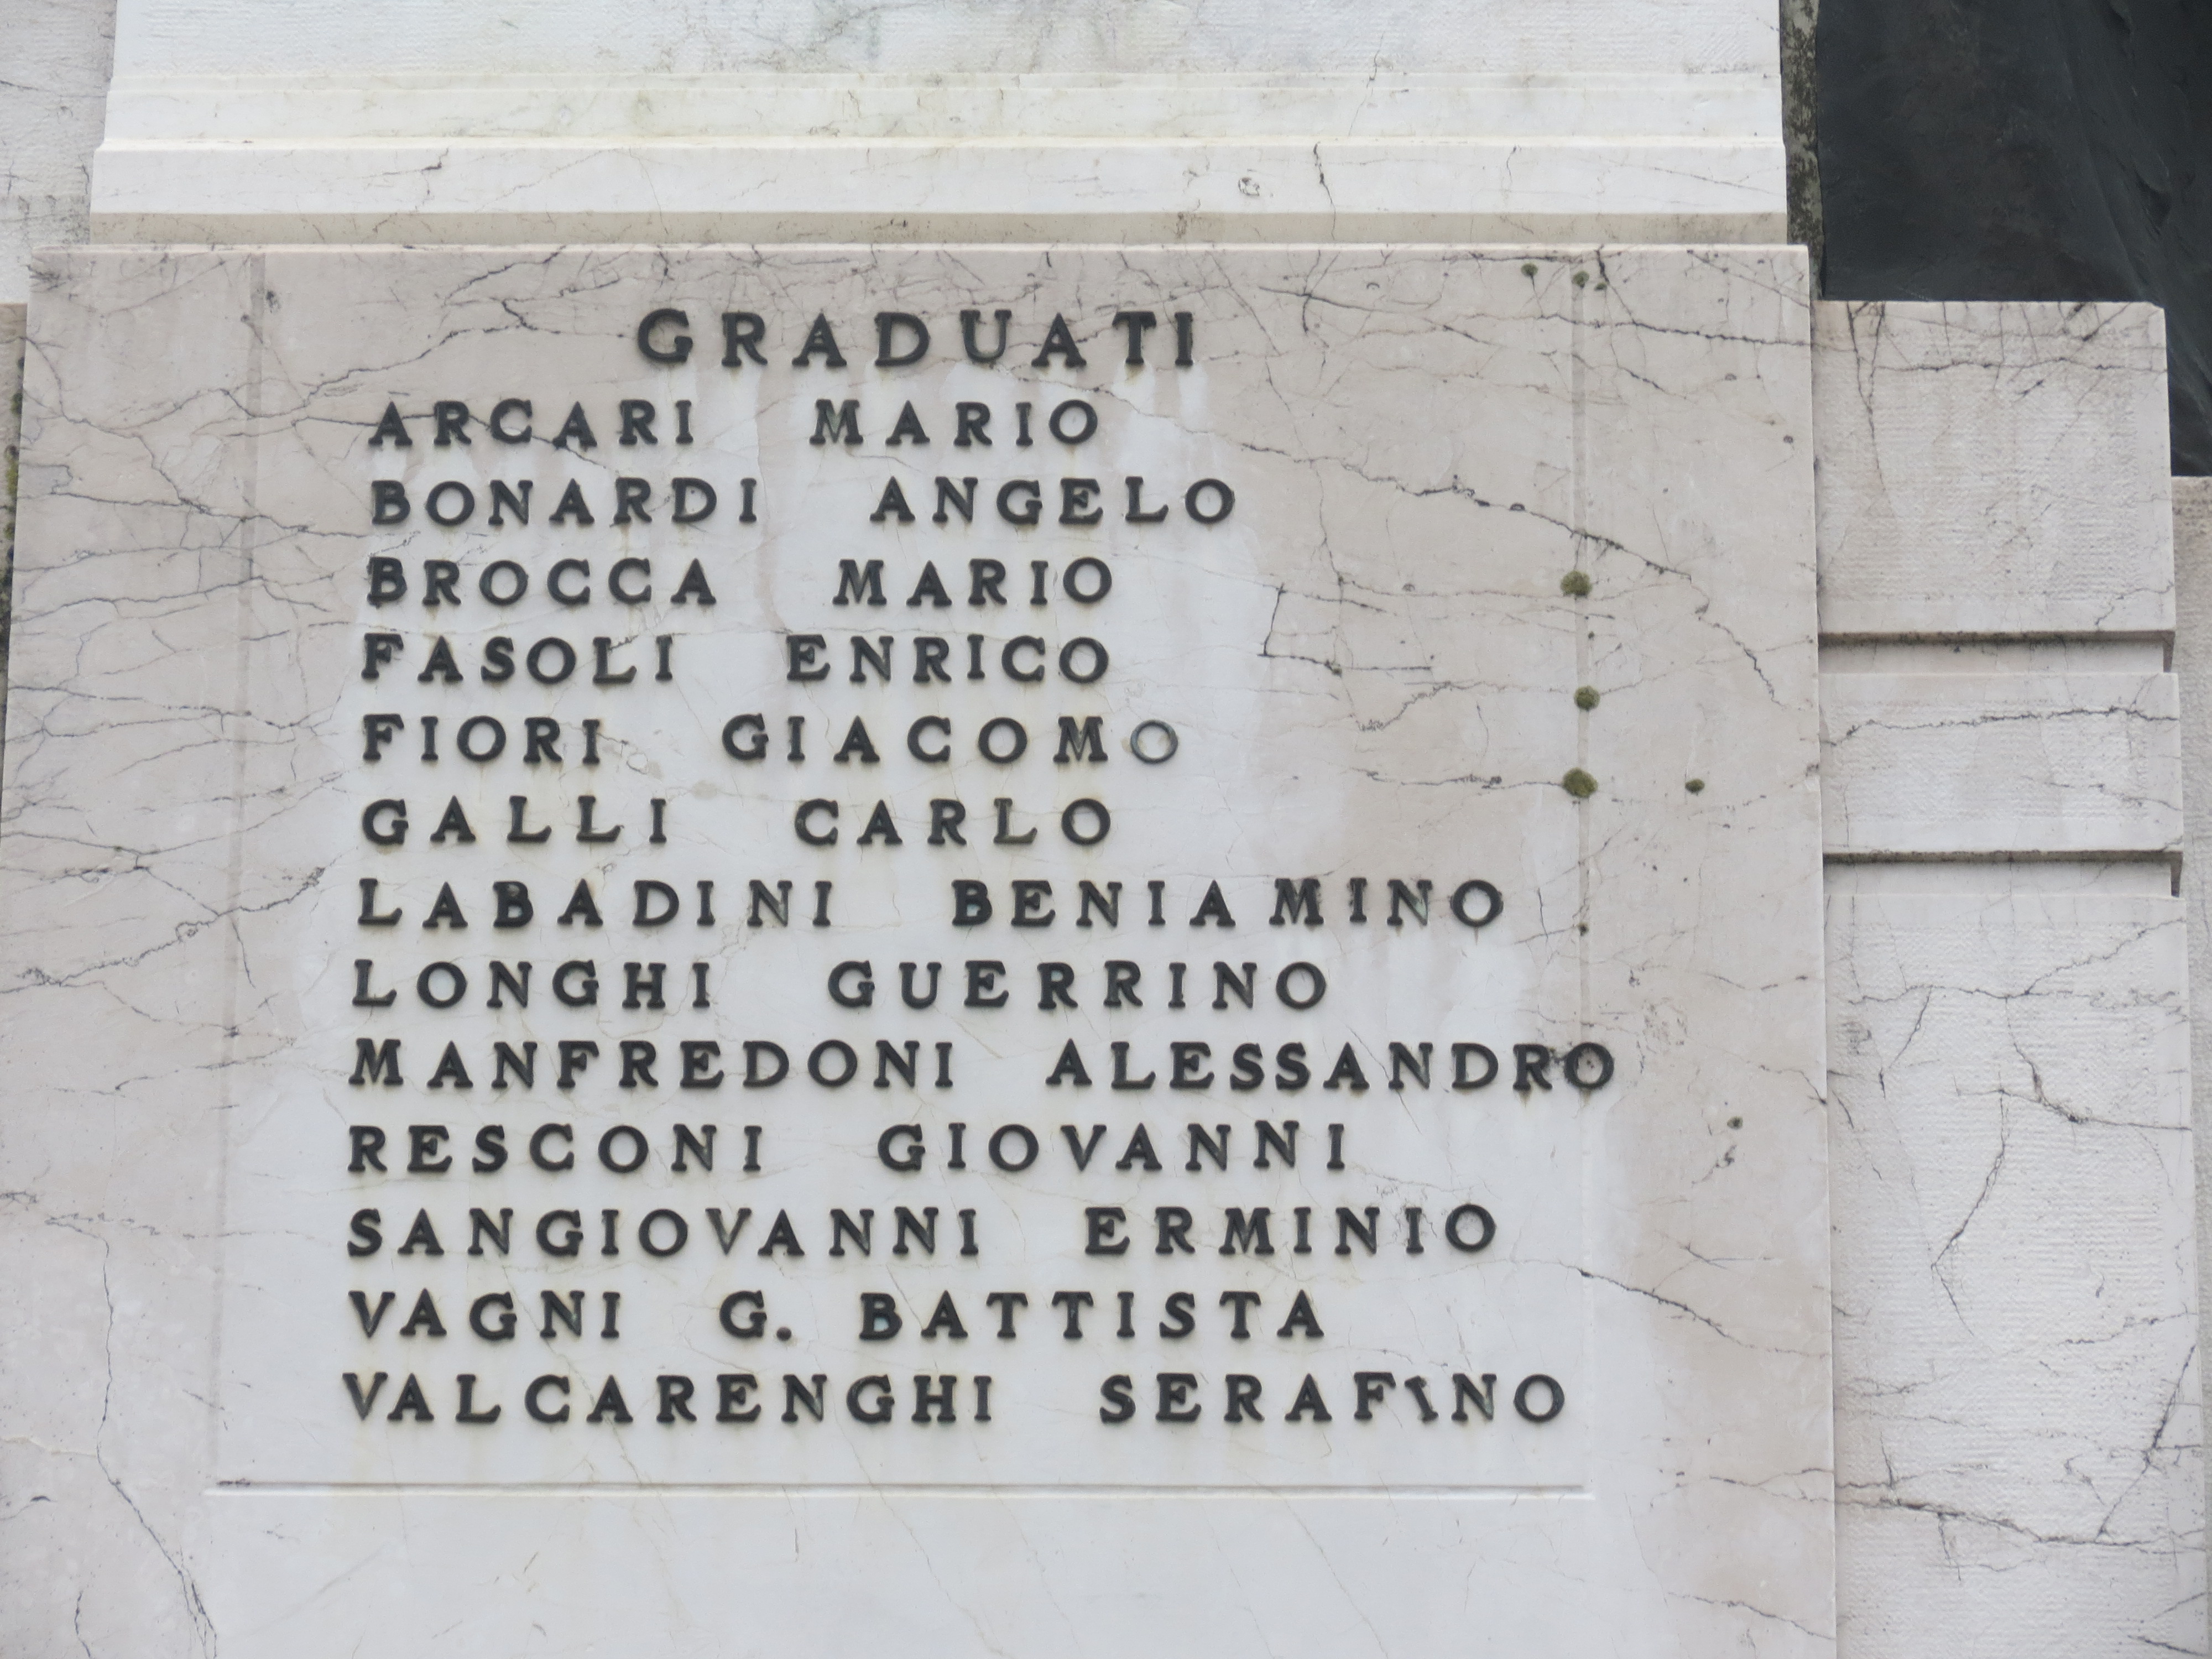 GRADUATI
ARCARI MARIO
BONARDI ANGELO
BROCCA MARIO
FASOLI ENRICO
FIORI GIACOMO
GALLI CARLO
LABADINI BENIAMINO
LONGHI GUERRINO
MANFREDONI ALESSANDRO
RESCONI GIOVANNI
SANGIOVANNI ERMINIO
VAGNI G. BATTISTA
VALCARENGHI SERAFINO